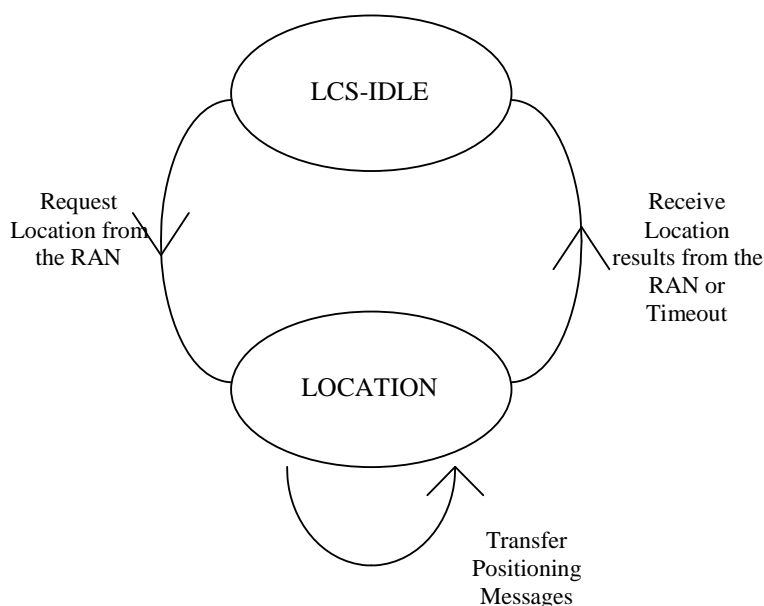 LCS-IDLE
Request
Location from
the RAN
Receive
Location
results from the
RAN or
Timeout
LOCATION
Transfer
Positioning
Messages